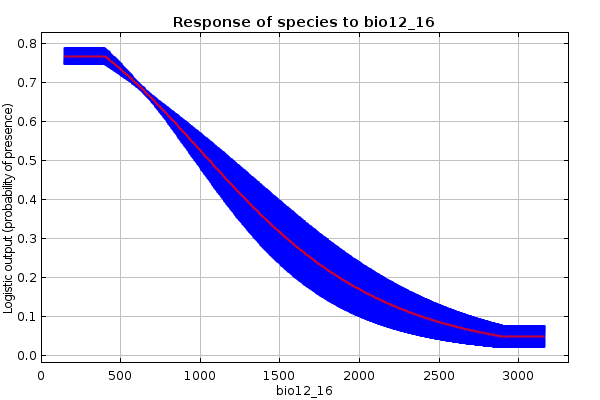 Response of species to bio12_16
Logistic output (probability of presence)
0.8
0.7
0.6
0.5
0.4
0.3
0.2
0.1
0.0
0 500 1000 1500 2000 2500 3000
bio12_16